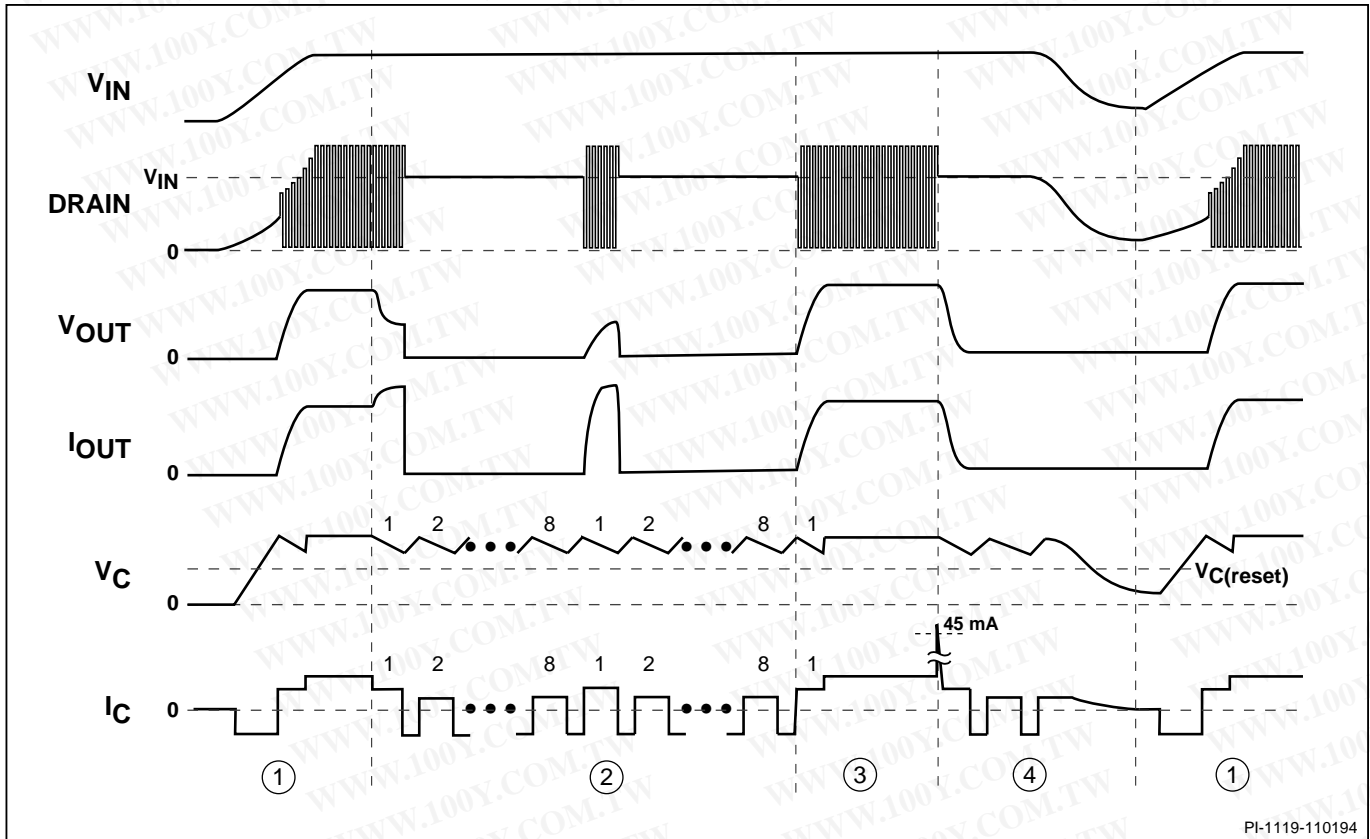 VIN
VIN
DRAIN
0
VOUT
0
IOUT
0
1 2 8 1 2 8 1
VC
VC(reset)
0
45 mA
1 2 8 1 2 8 1
IC
0
1 2 3 4 1
PI-1119-110194
WWW.100Y.COM.TW